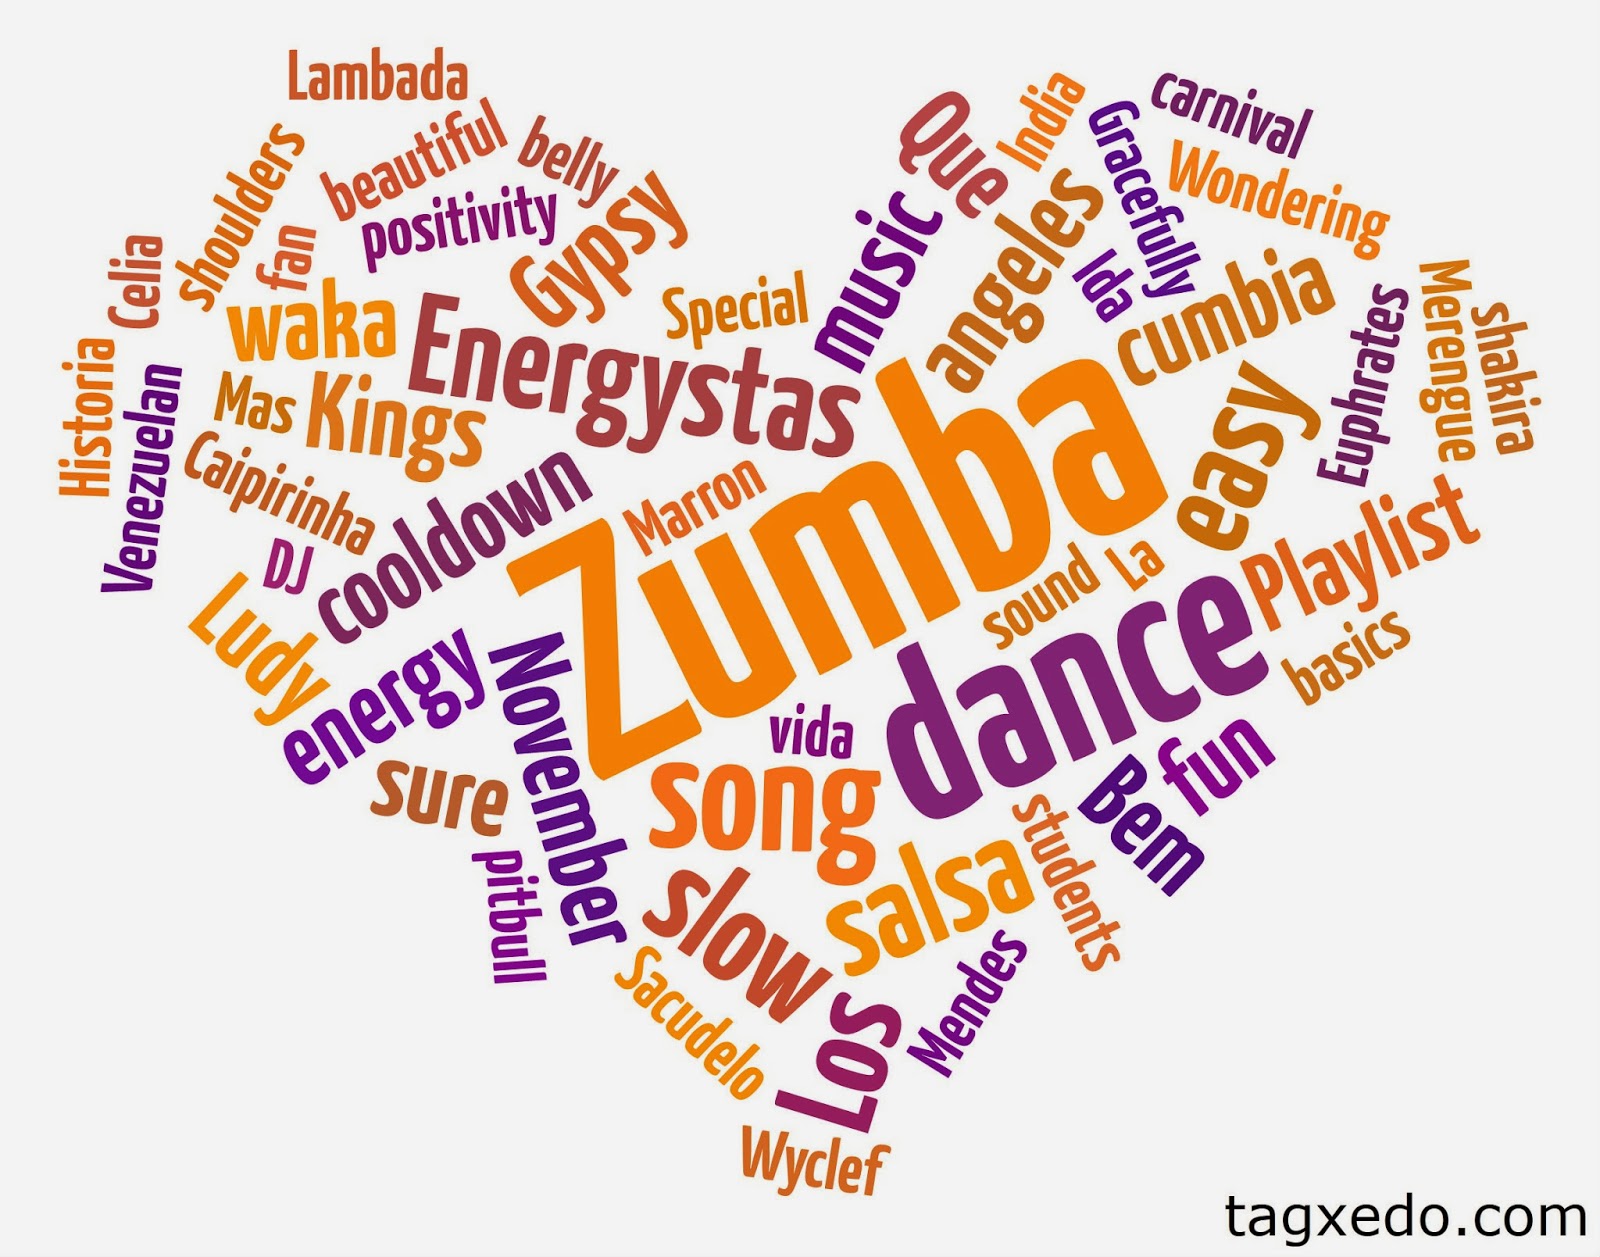 Lambada
beautiful
belly
shoulders
positivity
fan
Gypsy
Celia
waka
Energystas
Special
music
Que
India
angeles
Gracefully
carnival
Wondering
Ida
cumbia
Euphrates
Merengue
shakira
Historia
Venezuelan
Mas
Kings
Caipirinha
cooldown
Marron
Zumba
easy
DJ
sound
La
Playlist
basics
Ludy
energy
November
vida
dance
sure
song
Bem
fun
pitbull
slow
salsa
students
Sacudelo
Los
Mendes
Wyclef
tagxedo.com